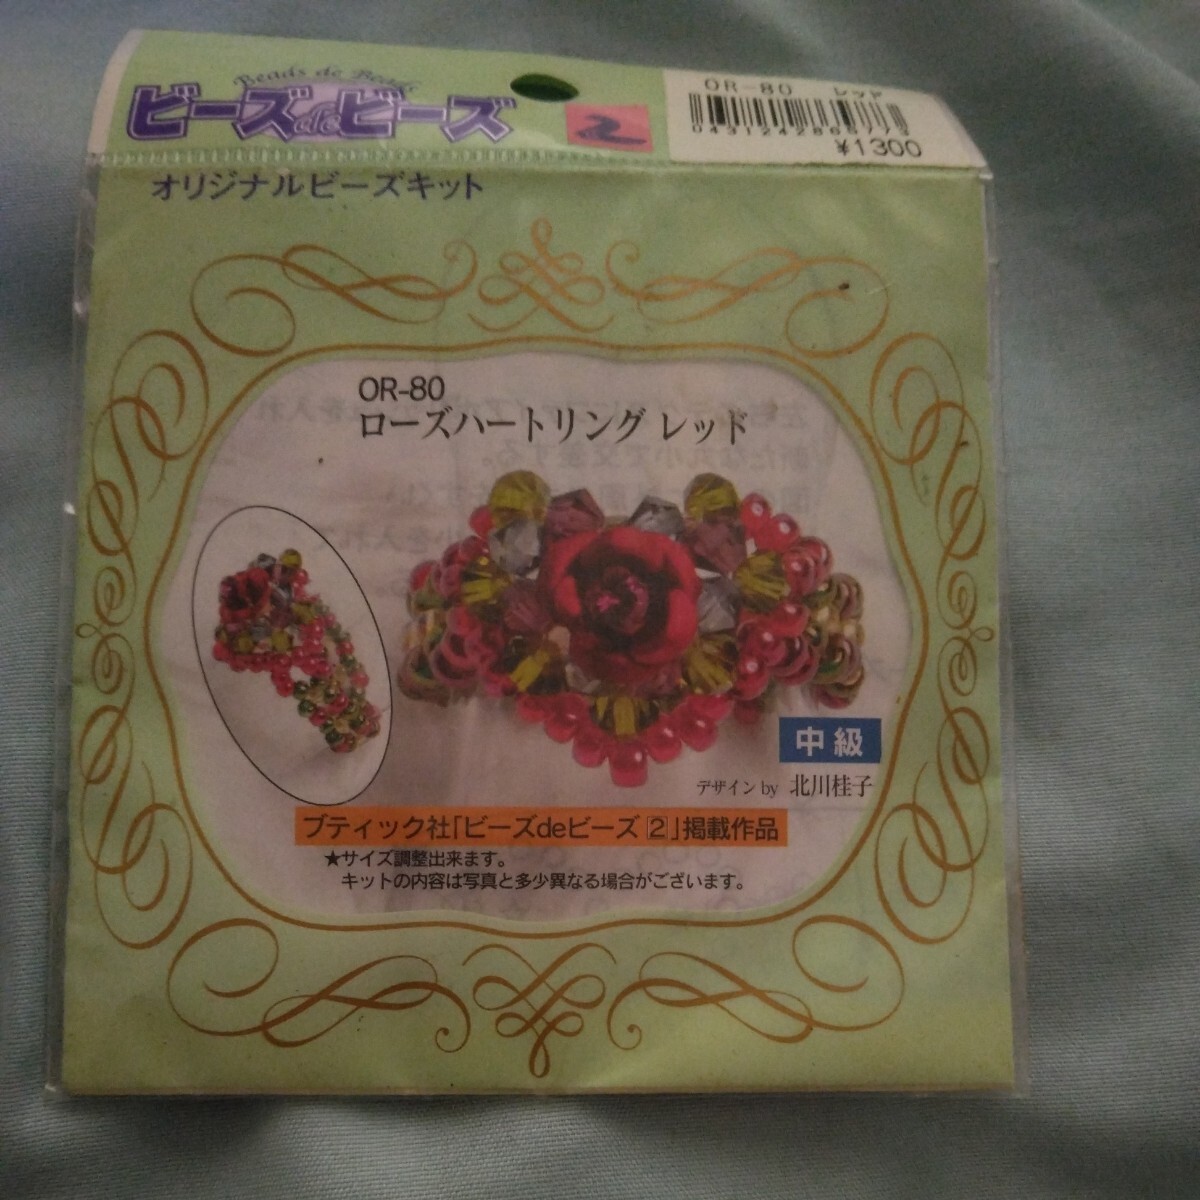 Beads de Beads
ビーズdeビーズ
2
OR-80 レッド
¥1300
オリジナルビーズキット
OR-80
ローズハートリング レッド
中級
デザイン by 北川桂子
ブティック社「ビーズdeビーズ2」掲載作品
★サイズ調整出来ます。
キットの内容は写真と多少異なる場合がございます。